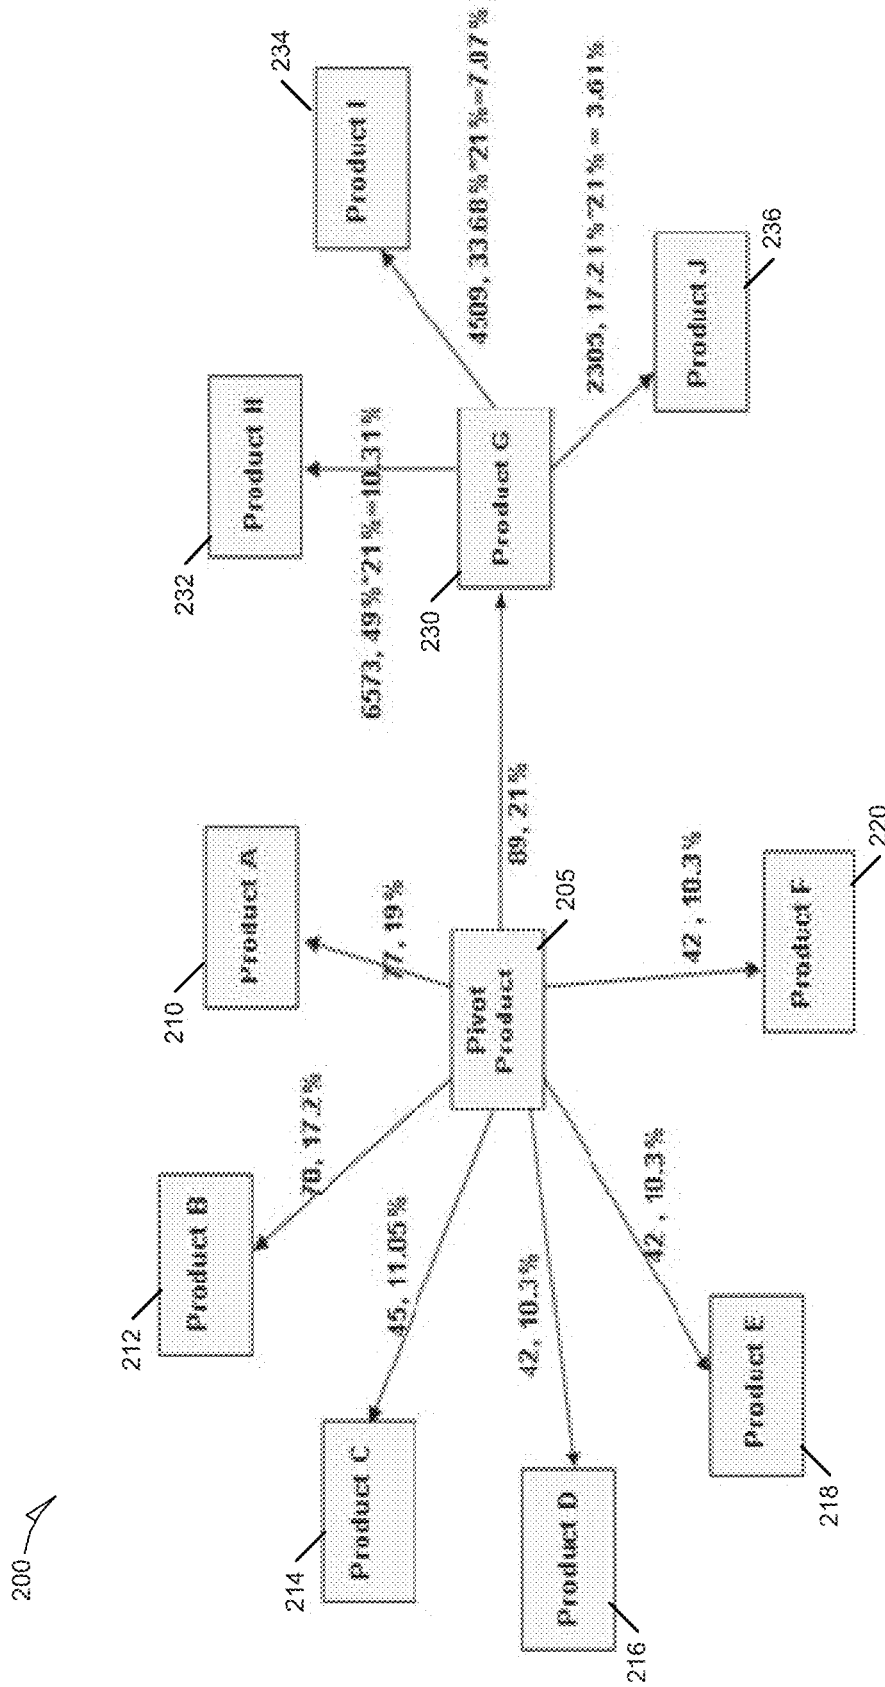 200
212
Product B
210
Product A
232
Product H
234
Product I
214
Product C
70, 17.2%
77, 19%
6573, 49%*21%=10.31%
4509, 33.68%*21%=7.07%
45, 11.05%
Pivot
Product
205
89, 21%
230
Product G
2305, 17.21%*21% = 3.61%
216
Product D
42, 10.3%
42 , 10.3%
42 , 10.3%
Product J
236
218
Product E
Product F
220